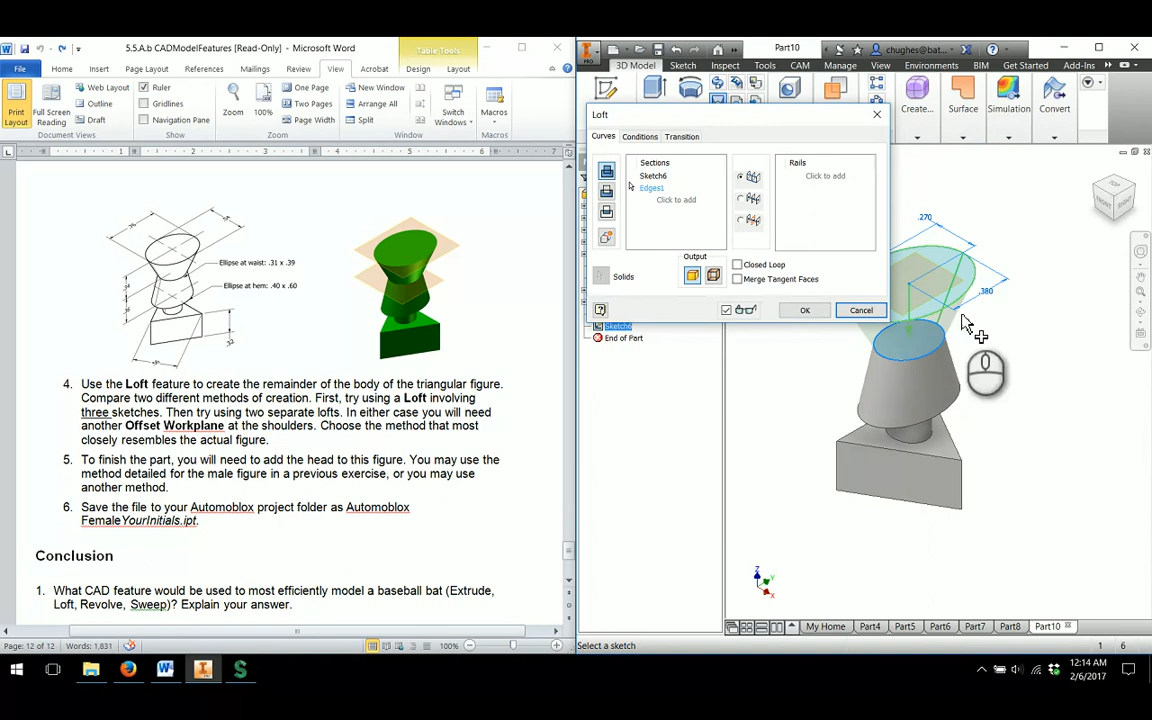 5.5.A.b CADModelFeatures [Read-Only] - Microsoft Word
Table Tools
File Home Insert Page Layout References Mailings Review View Acrobat Design Layout
Print Layout
Full Screen Reading
Web Layout
Outline
Draft
Document Views
Ruler
Gridlines
Navigation Pane
Show
Zoom
100%
One Page
Two Pages
Page Width
Zoom
New Window
Arrange All
Split
Switch Windows
Window
Macros
Macros
Ellipse at waist: .31 x .39
Ellipse at hem: .40 x .60
4. Use the Loft feature to create the remainder of the body of the triangular figure.
Compare two different methods of creation. First, try using a Loft involving
three sketches. Then try using two separate lofts. In either case you will need
another Offset Workplane at the shoulders. Choose the method that most
closely resembles the actual figure.
5. To finish the part, you will need to add the head to this figure. You may use the
method detailed for the male figure in a previous exercise, or you may use
another method.
6. Save the file to your Automoblox project folder as Automoblox
FemaleYourInitials.ipt.
Conclusion
1. What CAD feature would be used to most efficiently model a baseball bat (Extrude,
Loft, Revolve, Sweep)? Explain your answer.
Page: 12 of 12 Words: 1,831 100%
PRO
Part10
chughes@bat...
3D Model Sketch Inspect Tools CAM Manage Environments BIM Get Started Add-Ins
Create...
Surface
Simulation
Convert
Loft
Curves Conditions Transition
Sections
Sketch6
Edges1
Click to add
Rails
Click to add
Output
Solids
Closed Loop
Merge Tangent Faces
OK
Cancel
Sketch6
End of Part
.270
.380
TOP
FRONT
RIGHT
Z
Y
X
My Home Part4 Part5 Part6 Part7 Part8 Part10
Select a sketch
1 6
12:14 AM
2/6/2017